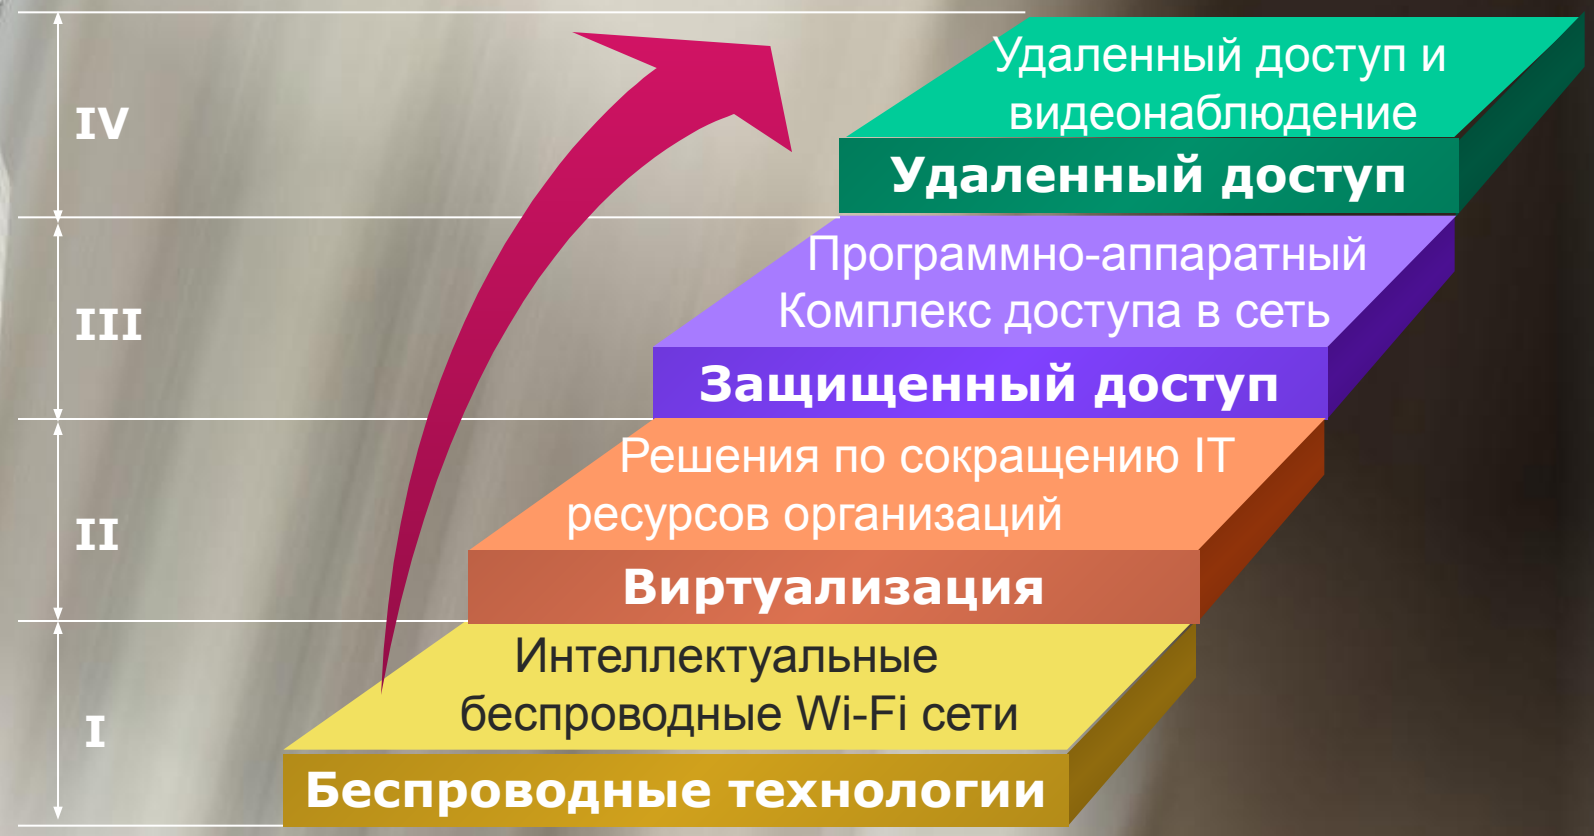 IV
Удаленный доступ и
видеонаблюдение
Удаленный доступ
III
Программно-аппаратный
Комплекс доступа в сеть
Защищенный доступ
II
Решения по сокращению IT
ресурсов организаций
Виртуализация
I
Интеллектуальные
беспроводные Wi-Fi сети
Беспроводные технологии